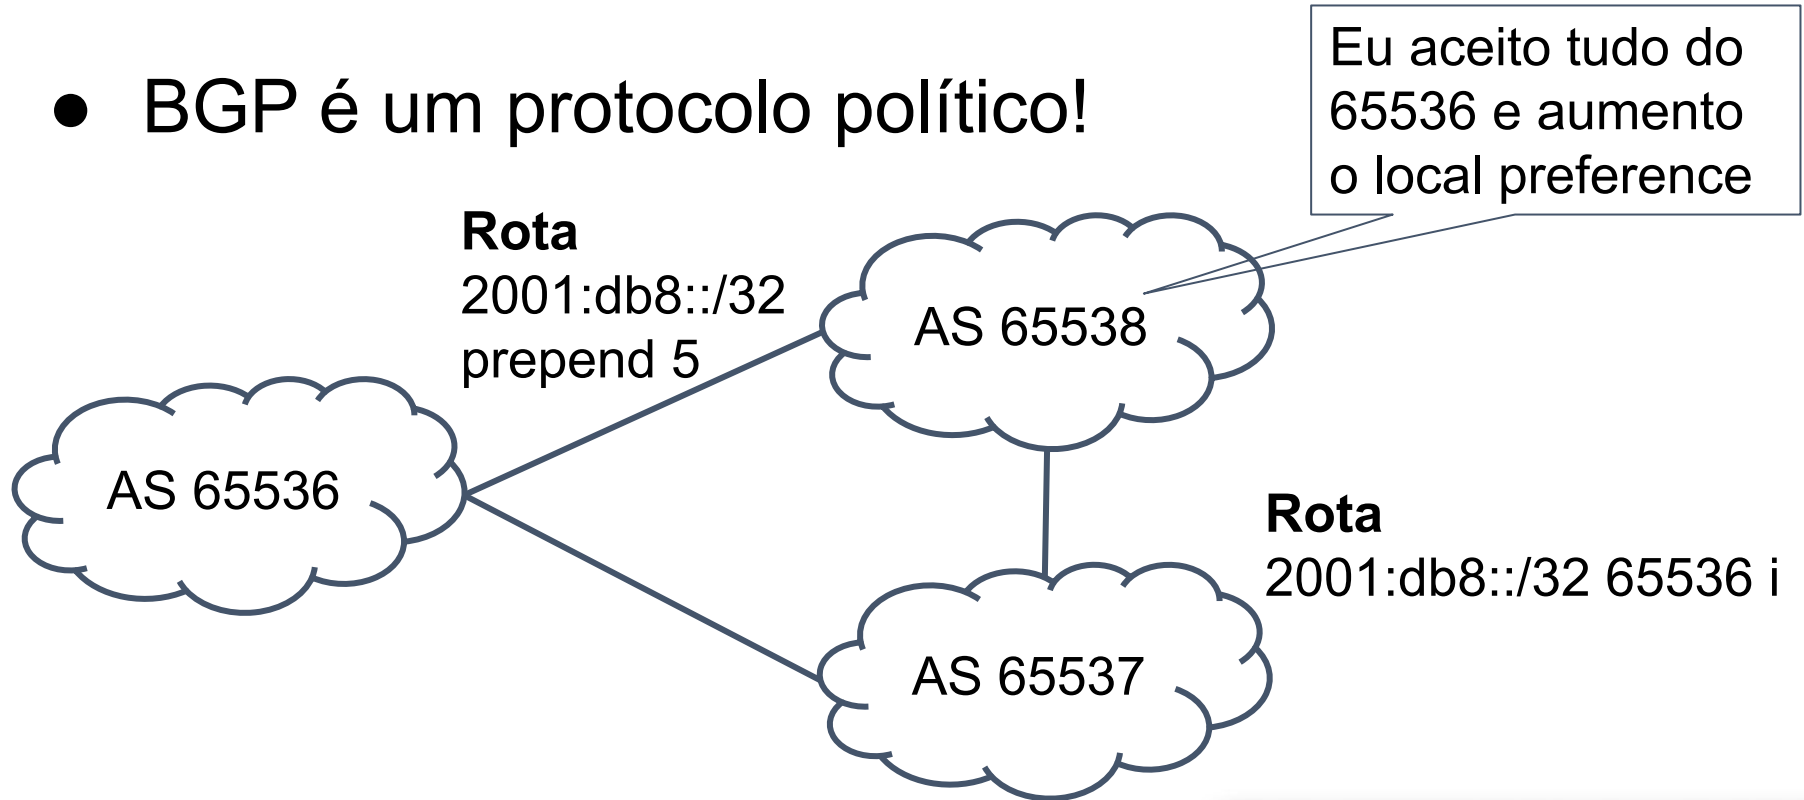 ● BGP é um protocolo político!
Eu aceito tudo do
65536 e aumento
o local preference
Rota
2001:db8::/32
prepend 5
AS 65538
AS 65536
Rota
2001:db8::/32 65536 i
AS 65537